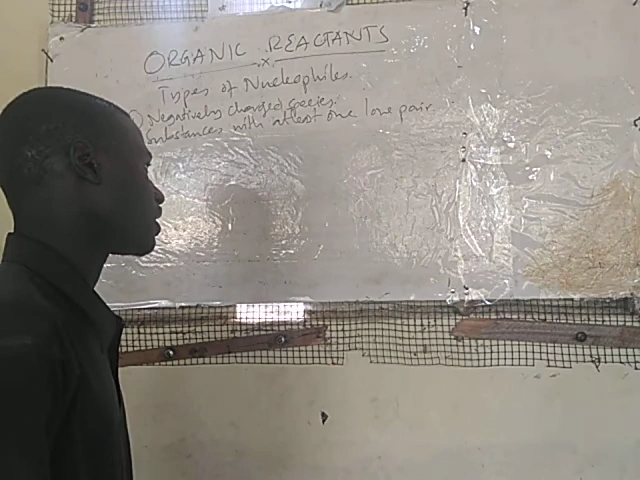 ORGANIC REACTANTS
Types of Nucleophiles.
1) Negatively charged species.
Substances with atleast one lone pair